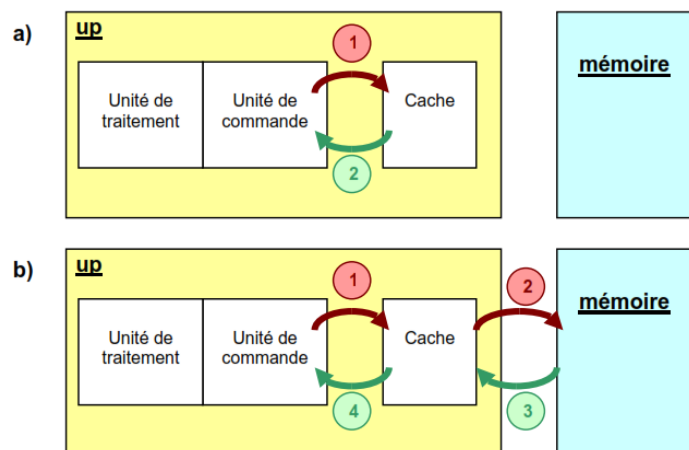 a)
up
1
mémoire
Unité de
traitement
Unité de
commande
Cache
2
b)
up
1
2
mémoire
Unité de
traitement
Unité de
commande
Cache
4
3